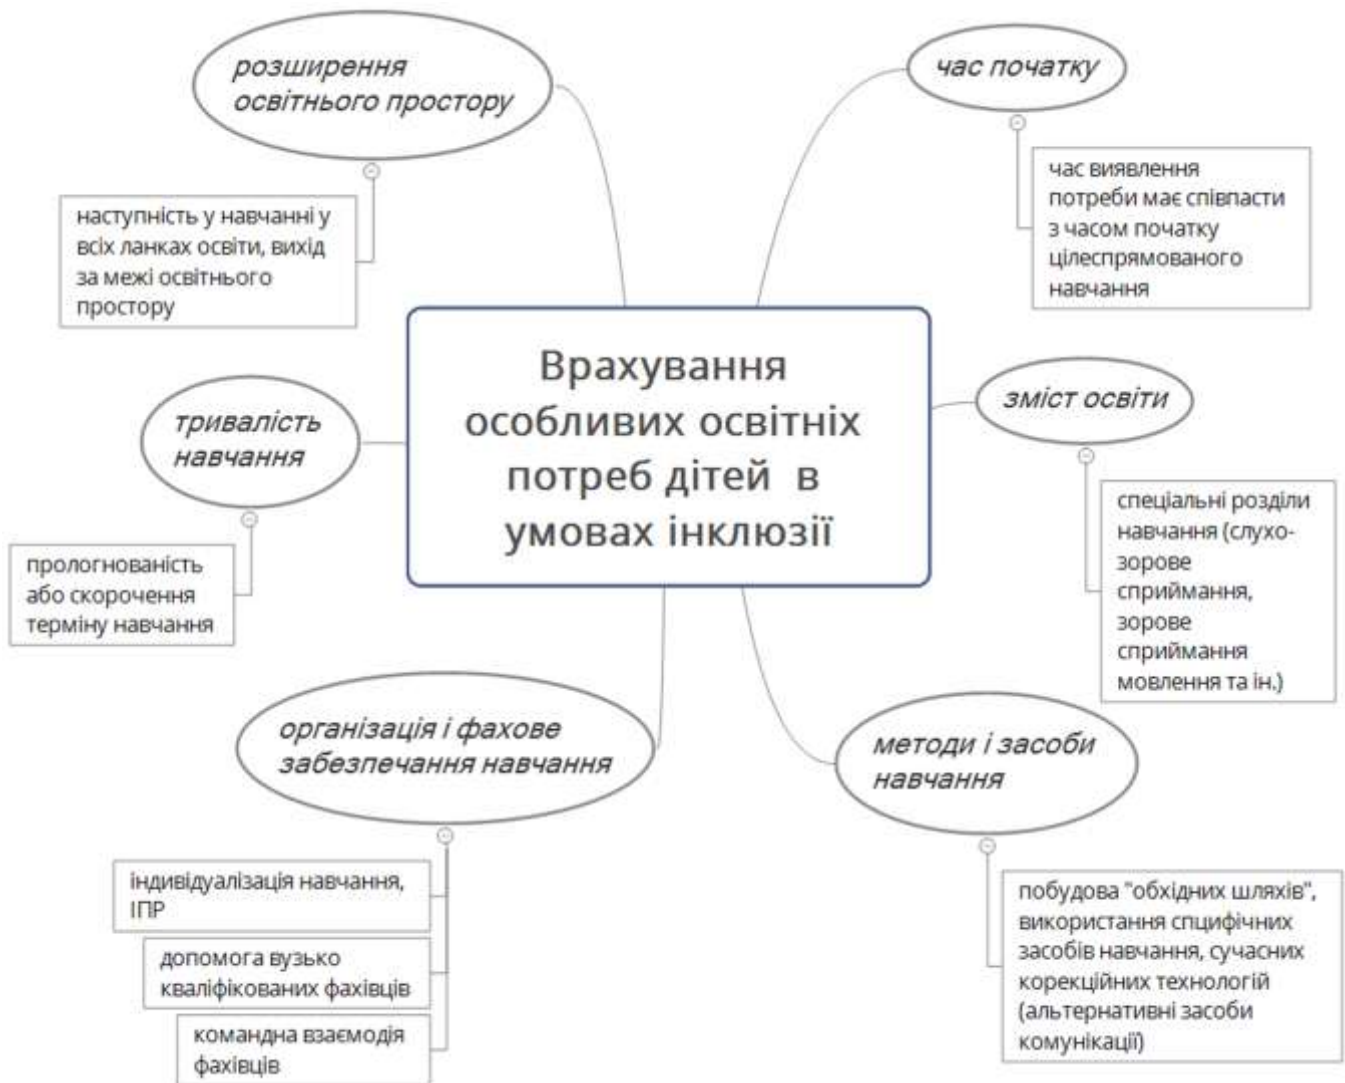 розширення
освітнього простору
наступність у навчанні у
всіх ланках освіти, вихід
за межі освітнього
простору
час початку
час виявлення
потреби має співпасти
з часом початку
цілеспрямованого
навчання
Врахування
особливих освітніх
потреб дітей в
умовах інклюзії
тривалість
навчання
прологнованість
або скорочення
терміну навчання
зміст освіти
спеціальні розділи
навчання (слухо-
зорове
сприймання,
зорове
сприймання
мовлення та ін.)
організація і фахове
забезпечання навчання
індивідуалізація навчання,
ІПР
допомога вузько
кваліфікованих фахівців
командна взаємодія
фахівців
методи і засоби
навчання
побудова "обхідних шляхів",
використання спцифічних
засобів навчання, сучасних
корекційних технологій
(альтернативні засоби
комунікації)